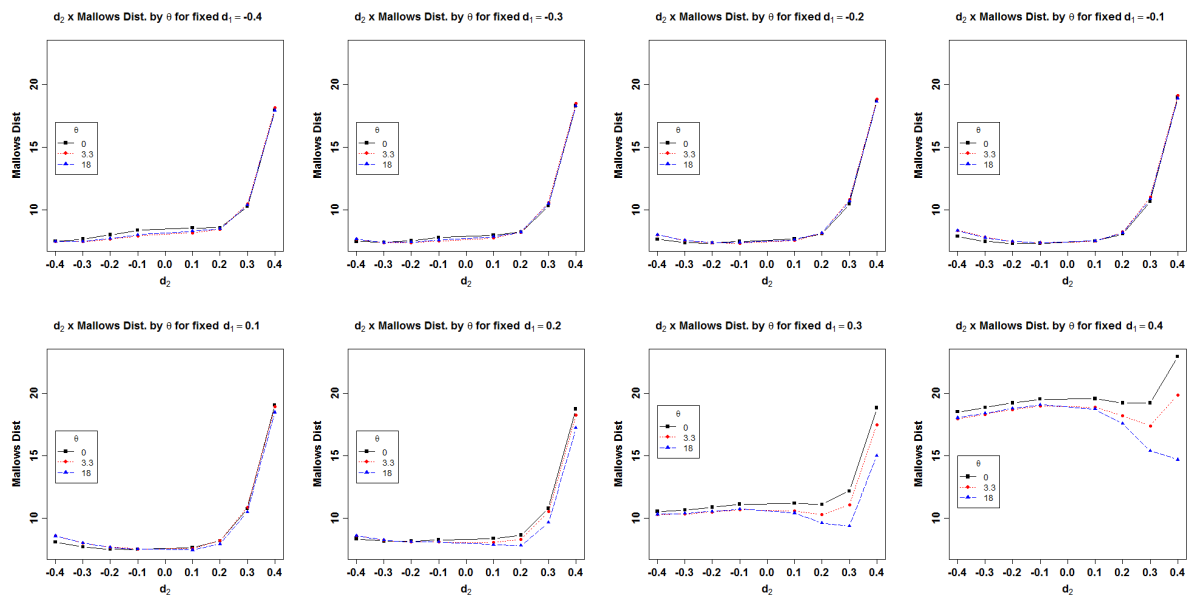 d2 x Mallows Dist. by θ for fixed d1 = -0.4
20
15
10
Mallows Dist
θ
0
3.3
18
-0.4 -0.3 -0.2 -0.1 0.0 0.1 0.2 0.3 0.4
d2
d2 x Mallows Dist. by θ for fixed d1 = -0.3
20
15
10
Mallows Dist
θ
0
3.3
18
-0.4 -0.3 -0.2 -0.1 0.0 0.1 0.2 0.3 0.4
d2
d2 x Mallows Dist. by θ for fixed d1 = -0.2
20
15
10
Mallows Dist
θ
0
3.3
18
-0.4 -0.3 -0.2 -0.1 0.0 0.1 0.2 0.3 0.4
d2
d2 x Mallows Dist. by θ for fixed d1 = -0.1
20
15
10
Mallows Dist
θ
0
3.3
18
-0.4 -0.3 -0.2 -0.1 0.0 0.1 0.2 0.3 0.4
d2
d2 x Mallows Dist. by θ for fixed d1 = 0.1
20
15
10
Mallows Dist
θ
0
3.3
18
-0.4 -0.3 -0.2 -0.1 0.0 0.1 0.2 0.3 0.4
d2
d2 x Mallows Dist. by θ for fixed d1 = 0.2
20
15
10
Mallows Dist
θ
0
3.3
18
-0.4 -0.3 -0.2 -0.1 0.0 0.1 0.2 0.3 0.4
d2
d2 x Mallows Dist. by θ for fixed d1 = 0.3
20
15
10
Mallows Dist
θ
0
3.3
18
-0.4 -0.3 -0.2 -0.1 0.0 0.1 0.2 0.3 0.4
d2
d2 x Mallows Dist. by θ for fixed d1 = 0.4
20
15
10
Mallows Dist
θ
0
3.3
18
-0.4 -0.3 -0.2 -0.1 0.0 0.1 0.2 0.3 0.4
d2